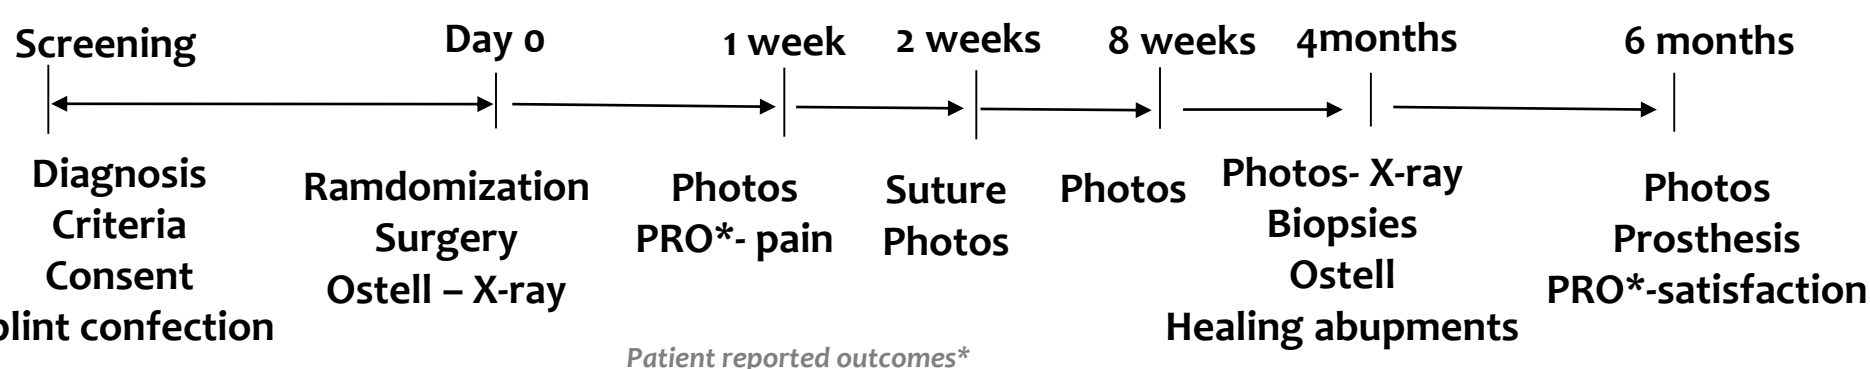 Screening
Day 0
1 week
2 weeks
8 weeks
4months
6 months
Diagnosis
Criteria
Consent
plint confection
Ramdomization
Surgery
Ostell – X-ray
Photos
PRO*- pain
Suture
Photos
Photos
Photos- X-ray
Biopsies
Ostell
Healing abupments
Photos
Prosthesis
PRO*-satisfaction
Patient reported outcomes*